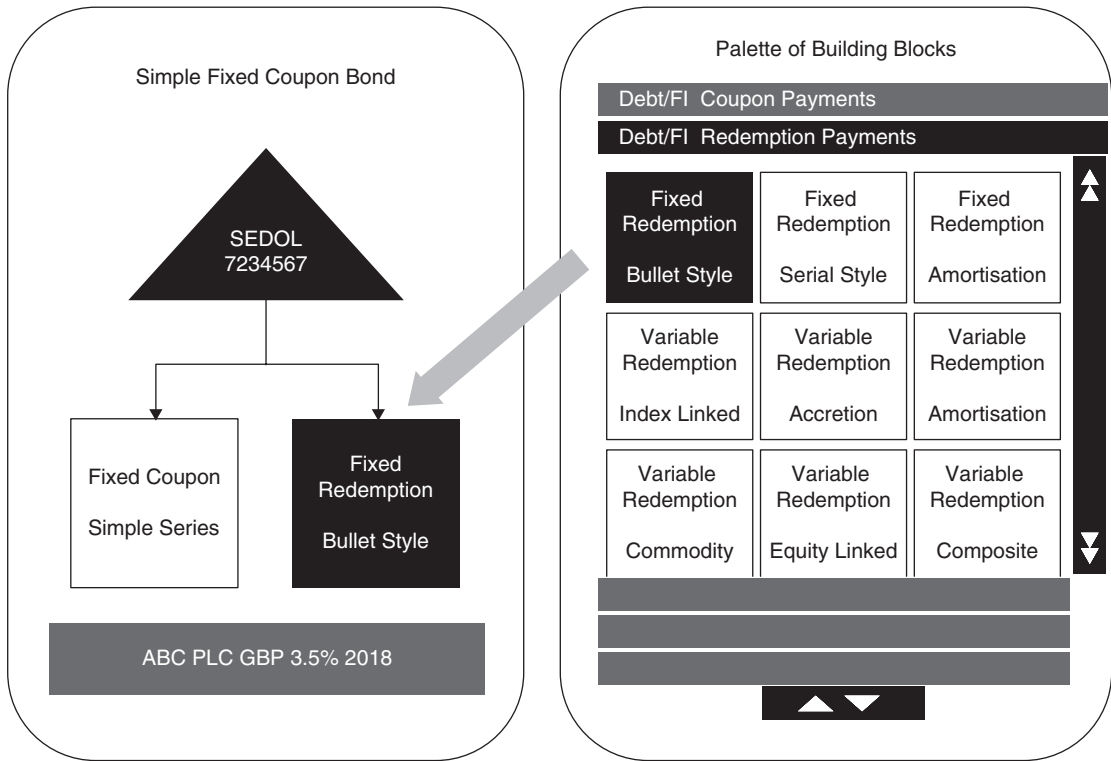 Simple Fixed Coupon Bond
SEDOL
7234567
Fixed Coupon
Simple Series
Fixed
Redemption
Bullet Style
ABC PLC GBP 3.5% 2018
Palette of Building Blocks
Debt/FI Coupon Payments
Debt/FI Redemption Payments
Fixed
Redemption
Bullet Style
Fixed
Redemption
Serial Style
Fixed
Redemption
Amortisation
Variable
Redemption
Index Linked
Variable
Redemption
Accretion
Variable
Redemption
Amortisation
Variable
Redemption
Commodity
Variable
Redemption
Equity Linked
Variable
Redemption
Composite